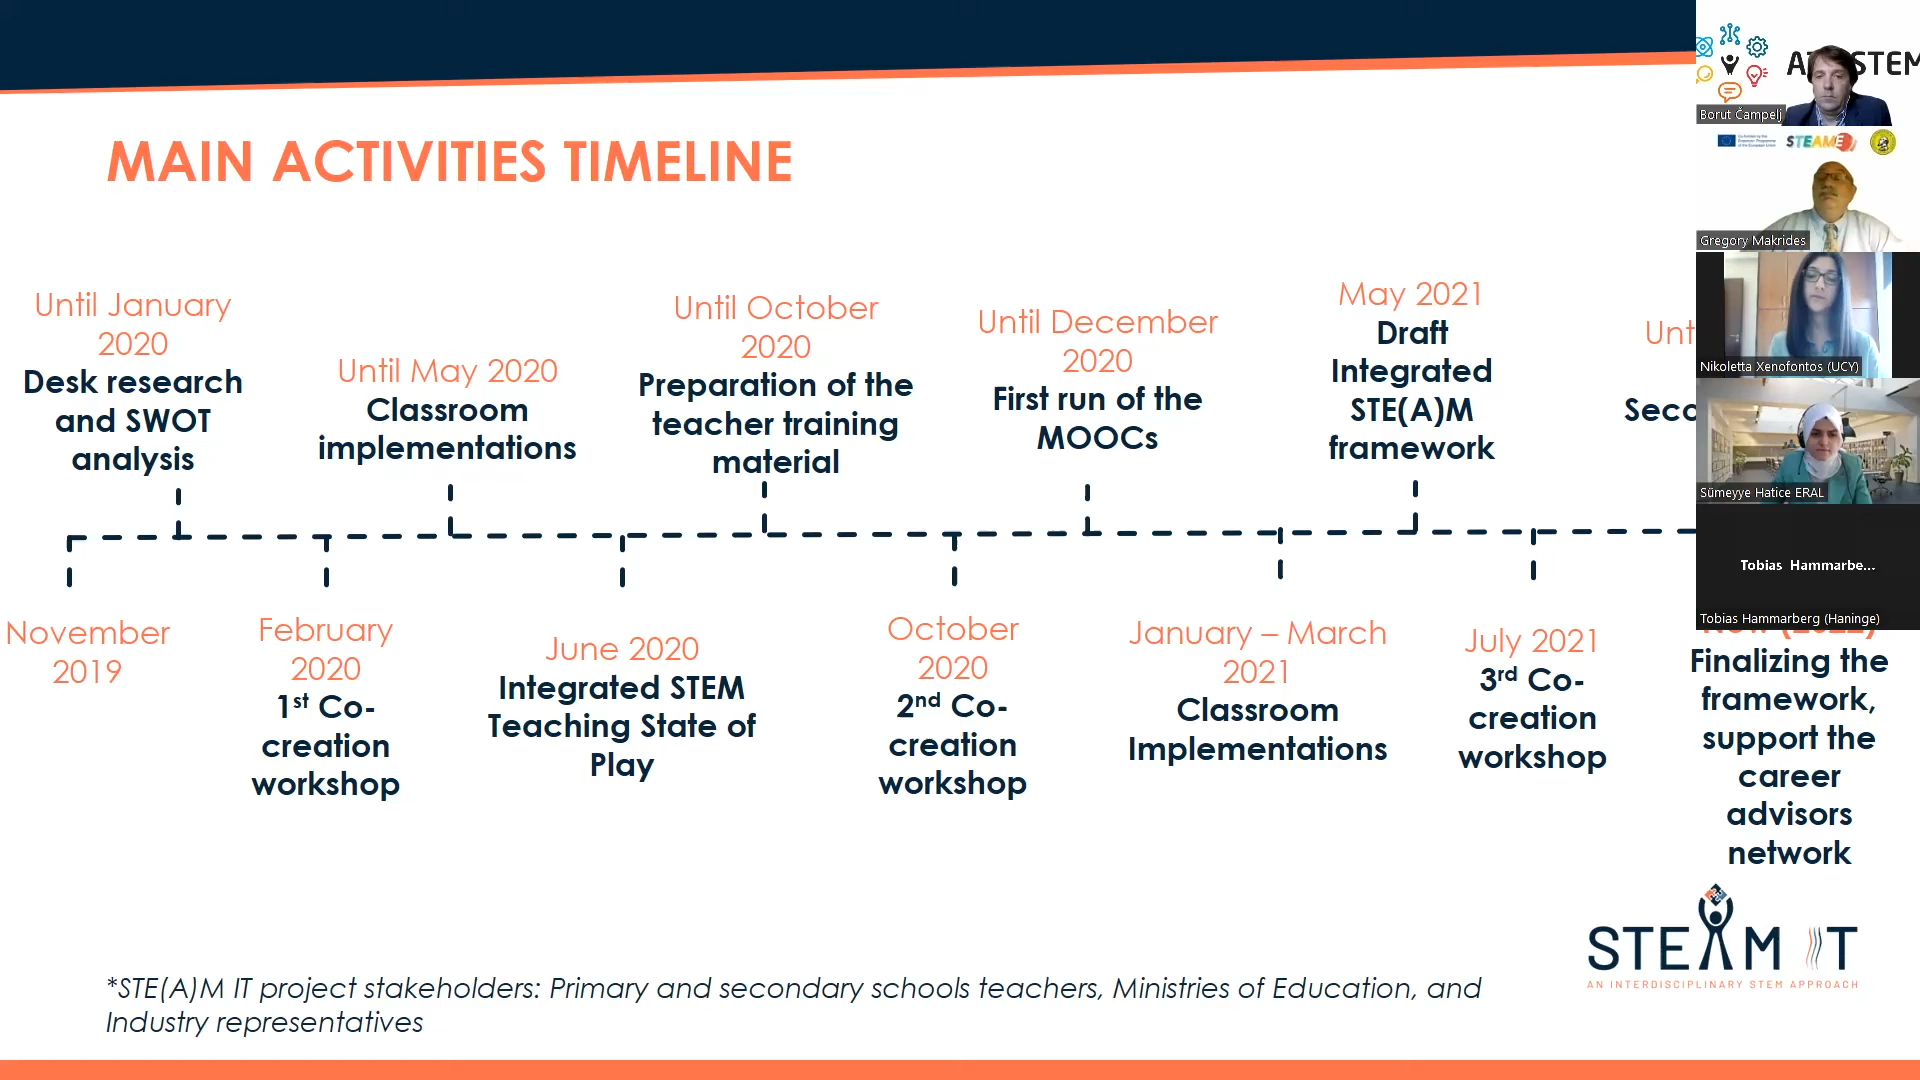 MAIN ACTIVITIES TIMELINE
Until January
2020
Desk research
and SWOT
analysis
Until May 2020
Classroom
implementations
Until October
2020
Preparation of the
teacher training
material
Until December
2020
First run of the
MOOCs
May 2021
Draft
Integrated
STE(A)M
framework
November
2019
February
2020
1st Co-
creation
workshop
June 2020
Integrated STEM
Teaching State of
Play
October
2020
2nd Co-
creation
workshop
January – March
2021
Classroom
Implementations
July 2021
3rd Co-
creation
workshop
Finalizing the
framework,
support the
career
advisors
network
*STE(A)M IT project stakeholders: Primary and secondary schools teachers, Ministries of Education, and
Industry representatives
STEAM IT
AN INTERDISCIPLINARY STEM APPROACH
Borut Čampelj
STEAME
Gregory Makrides
Nikoletta Xenofontos (UCY)
Sümeyye Hatice ERAL
Tobias Hammarbe...
Tobias Hammarberg (Haninge)